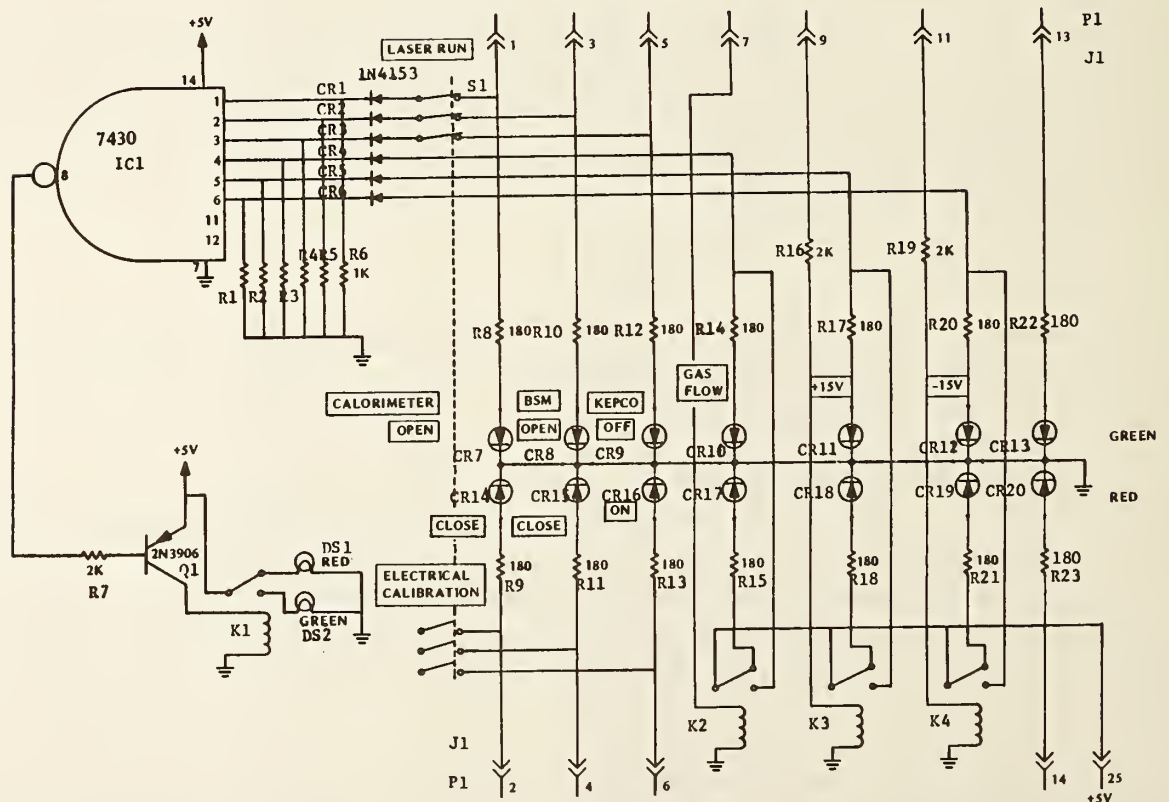 +5V
14
1
2
3
4
5
6
11
12
7
8
7430
IC1
CR1
CR2
CR3
CR4
CR5
CR6
1N4153
LASER RUN
S1
1
3
5
7
9
11
13
P1
J1
R1
R2
R3
R4
R5
R6
1K
R8
180
R10
180
R12
180
R14
180
R16
2K
R17
180
R19
2K
R20
180
R22
180
CALORIMETER
OPEN
BSM
OPEN
KEPCO
OFF
GAS
FLOW
+15V
-15V
CR7
CR8
CR9
CR10
CR11
CR12
CR13
GREEN
CR14
CR15
CR16
CR17
CR18
CR19
CR20
RED
CLOSE
CLOSE
ON
+5V
2N3906
Q1
2K
R7
DS1
RED
GREEN
DS2
K1
ELECTRICAL
CALIBRATION
180
R9
180
R11
180
R13
180
R15
180
R18
180
R21
180
R23
K2
K3
K4
J1
P1
2
4
6
14
25
+5V